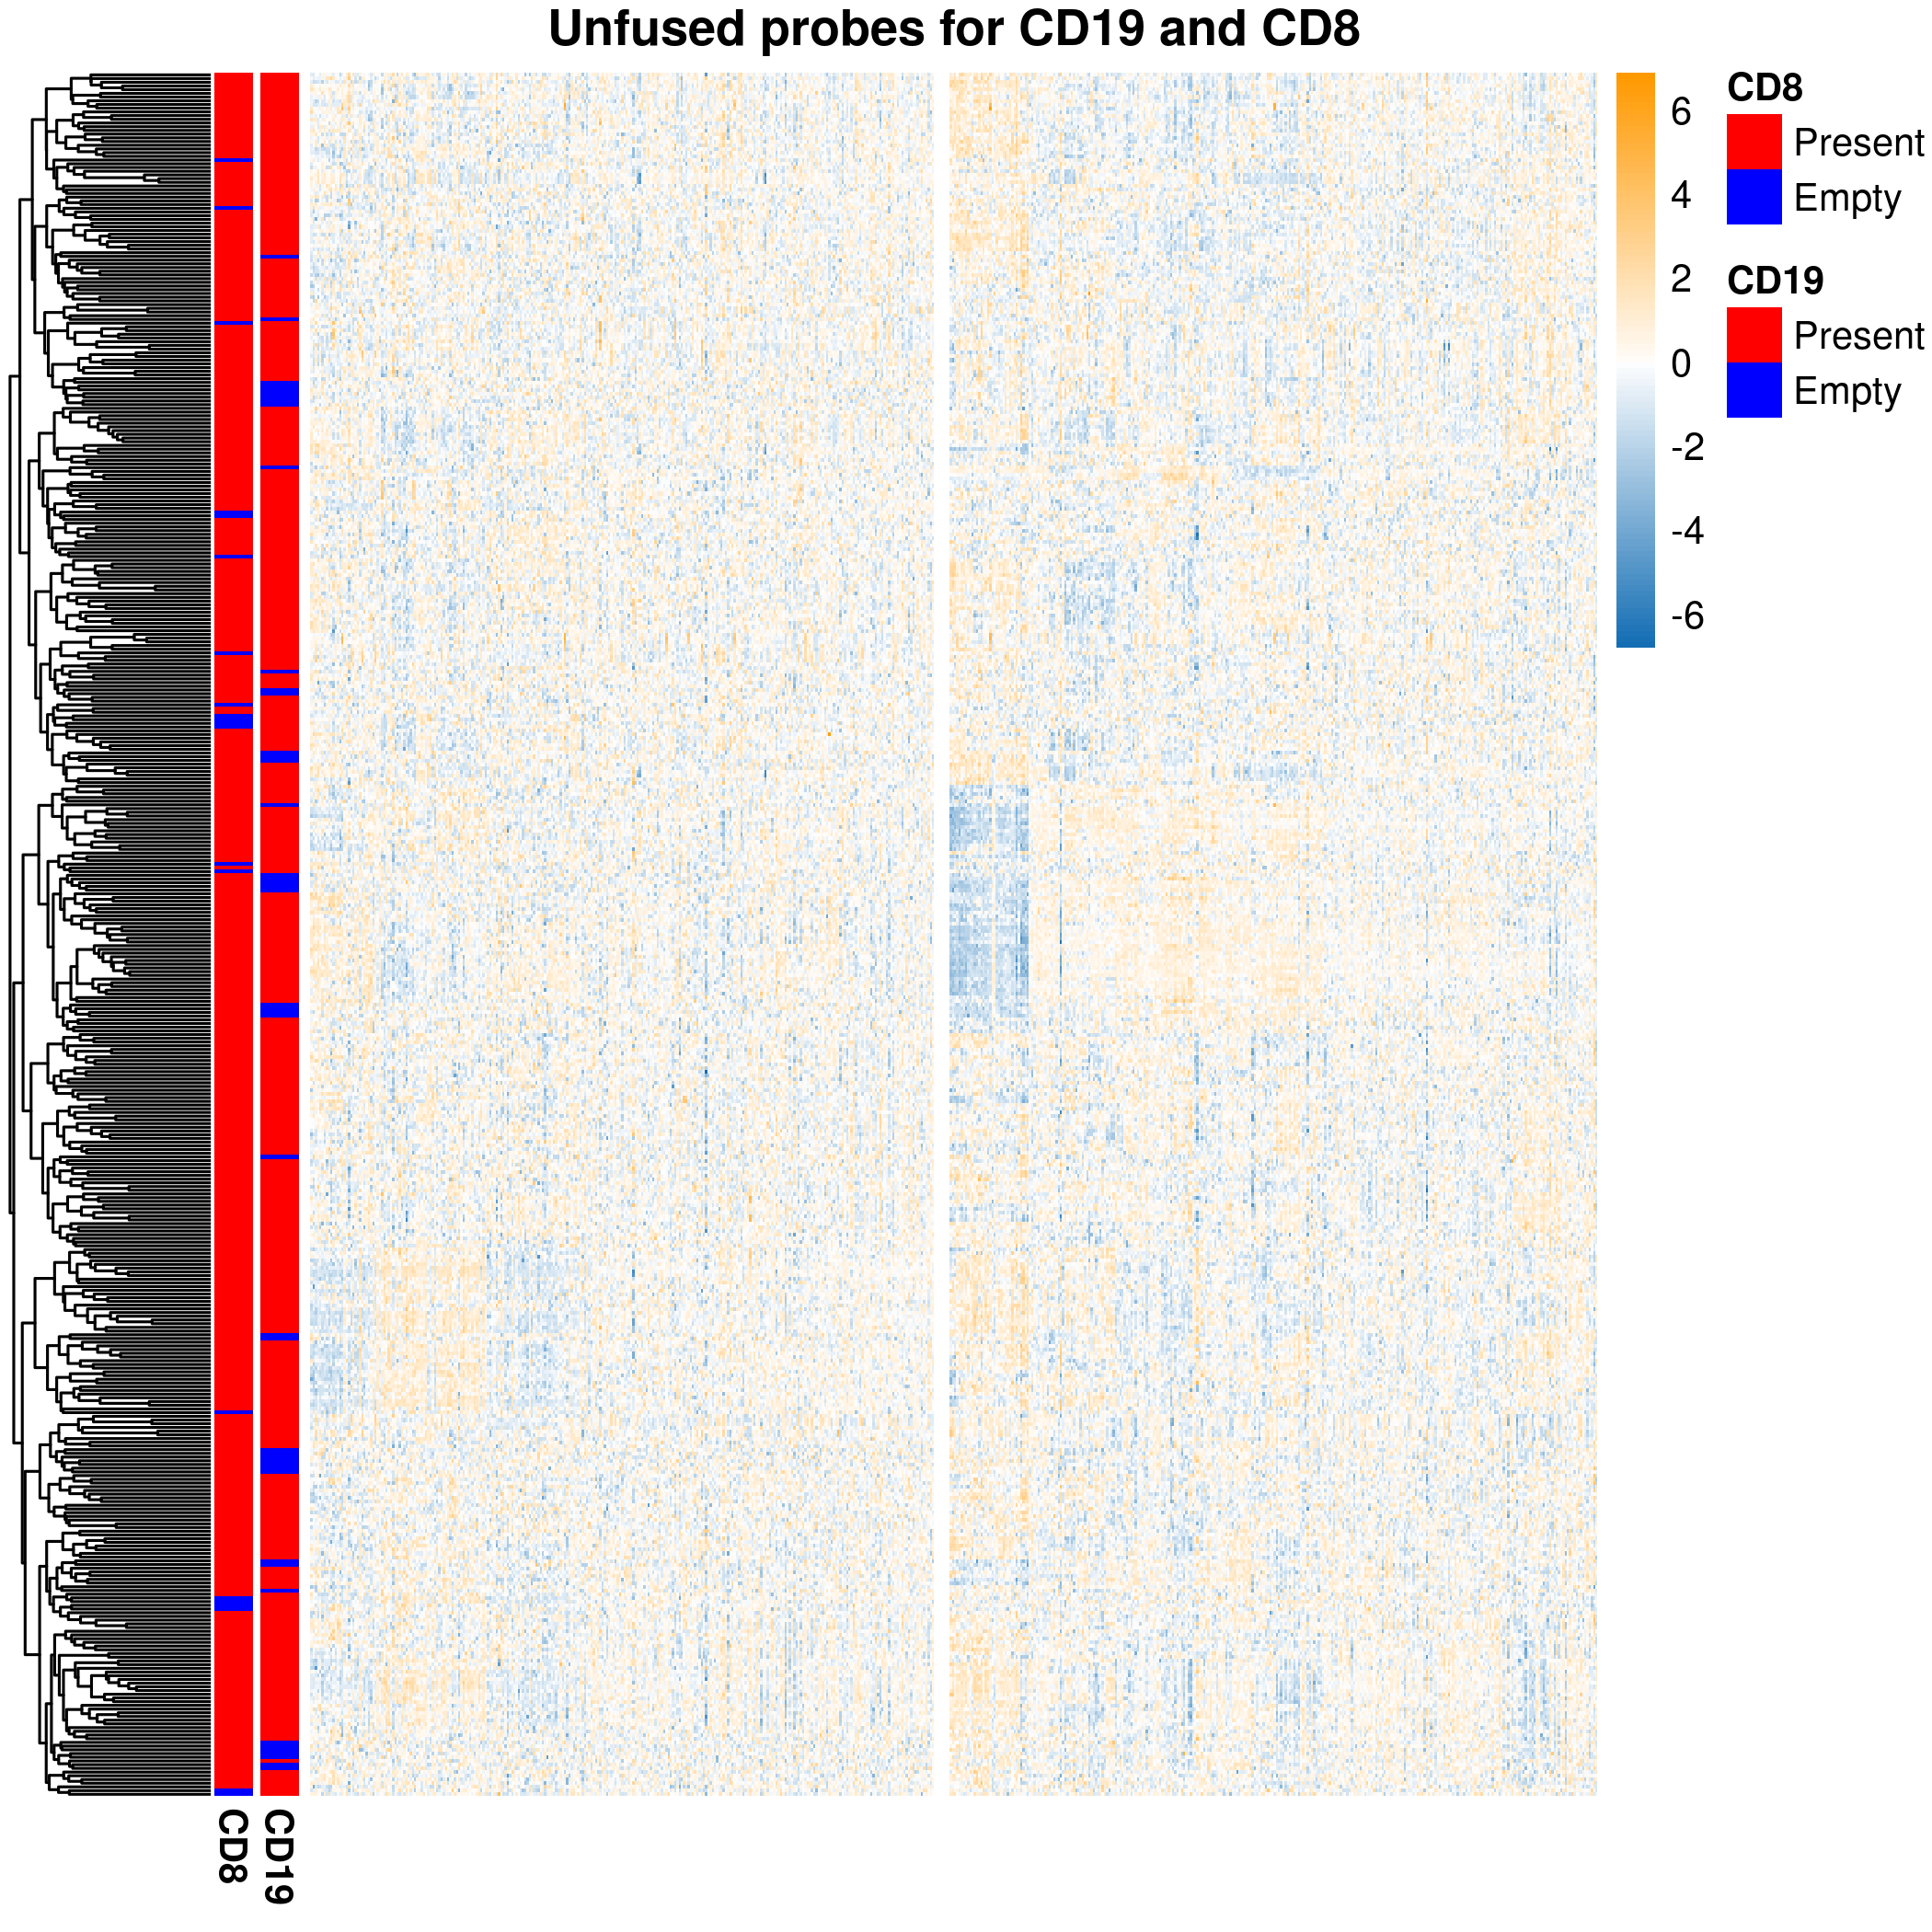 Unfused probes for CD19 and CD8
6
4
2
0
-2
-4
-6
CD8
Present
Empty
CD19
Present
Empty
CD8
CD19